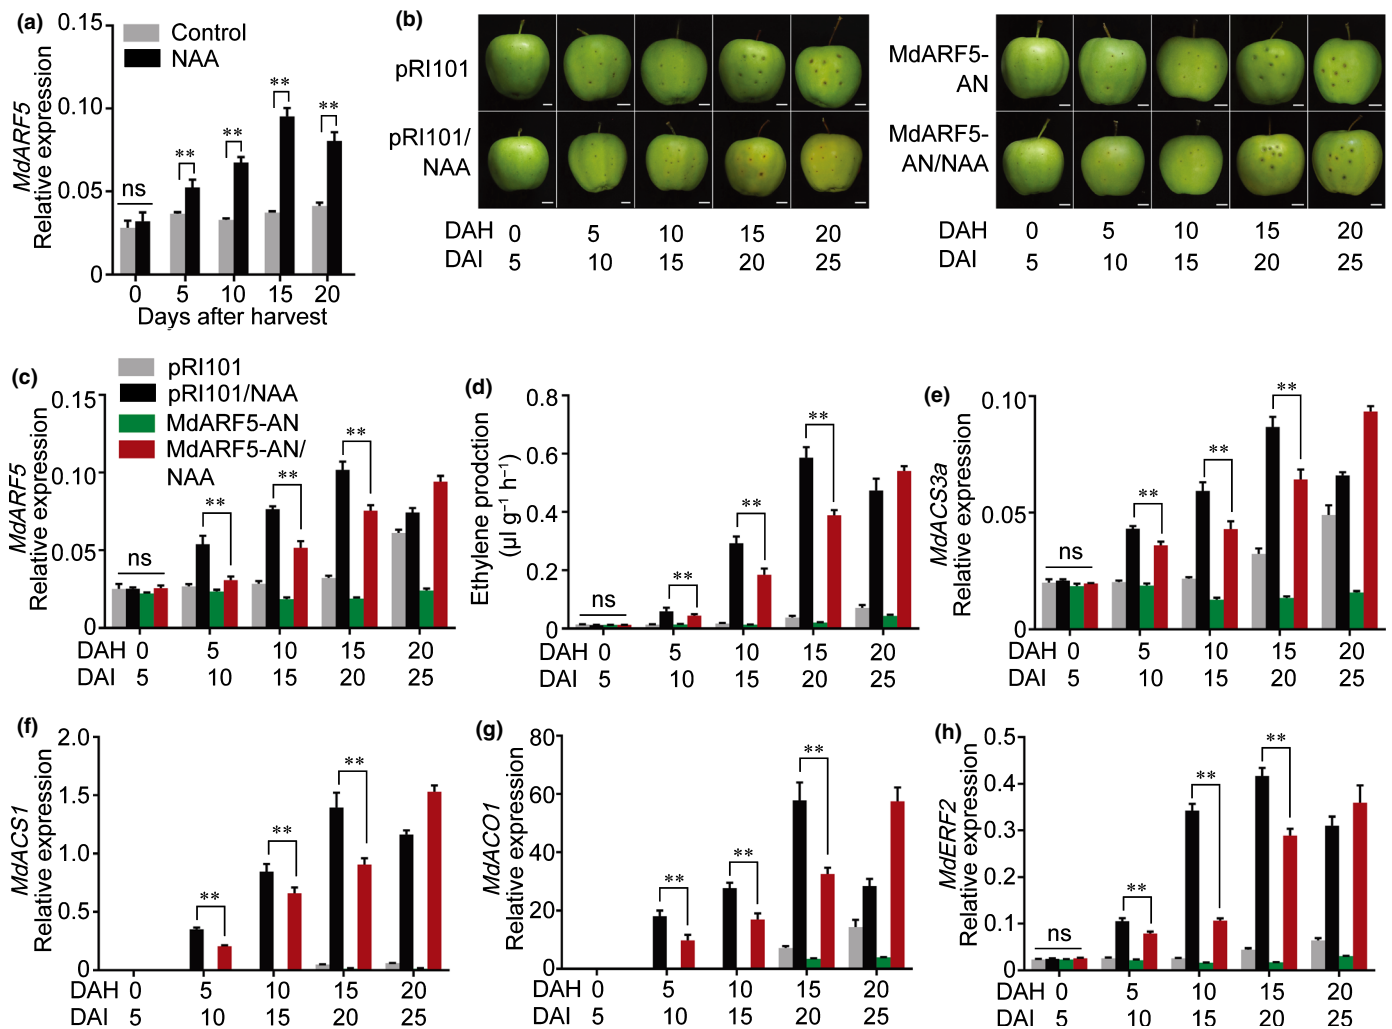 (a)
MdARF5
Relative expression
0.15
0.10
0.05
0
Control
NAA
ns
**
**
**
**
0 5 10 15 20
Days after harvest
(b)
pRI101
pRI101/
NAA
DAH 0 5 10 15 20
DAI 5 10 15 20 25
MdARF5-
AN
MdARF5-
AN/NAA
DAH 0 5 10 15 20
DAI 5 10 15 20 25
(c)
pRI101
pRI101/NAA
MdARF5-AN
MdARF5-AN/
NAA
MdARF5
Relative expression
0.15
0.10
0.05
0
ns
**
**
**
DAH 0 5 10 15 20
DAI 5 10 15 20 25
(d)
Ethylene prodction
(µl g⁻¹ h⁻¹)
0.8
0.6
0.4
0.2
0
ns
**
**
**
DAH 0 5 10 15 20
DAI 5 10 15 20 25
(e)
MdACS3a
Relative expression
0.10
0.05
0
ns
**
**
**
DAH 0 5 10 15 20
DAI 5 10 15 20 25
(f)
MdACS1
Relative expression
2.0
1.5
1.0
0.5
0
**
**
**
DAH 0 5 10 15 20
DAI 5 10 15 20 25
(g)
MdACO1
Relative expression
80
60
40
20
0
**
**
**
DAH 0 5 10 15 20
DAI 5 10 15 20 25
(h)
MdERF2
Relative expression
0.5
0.4
0.3
0.2
0.1
0
ns
**
**
**
DAH 0 5 10 15 20
DAI 5 10 15 20 25